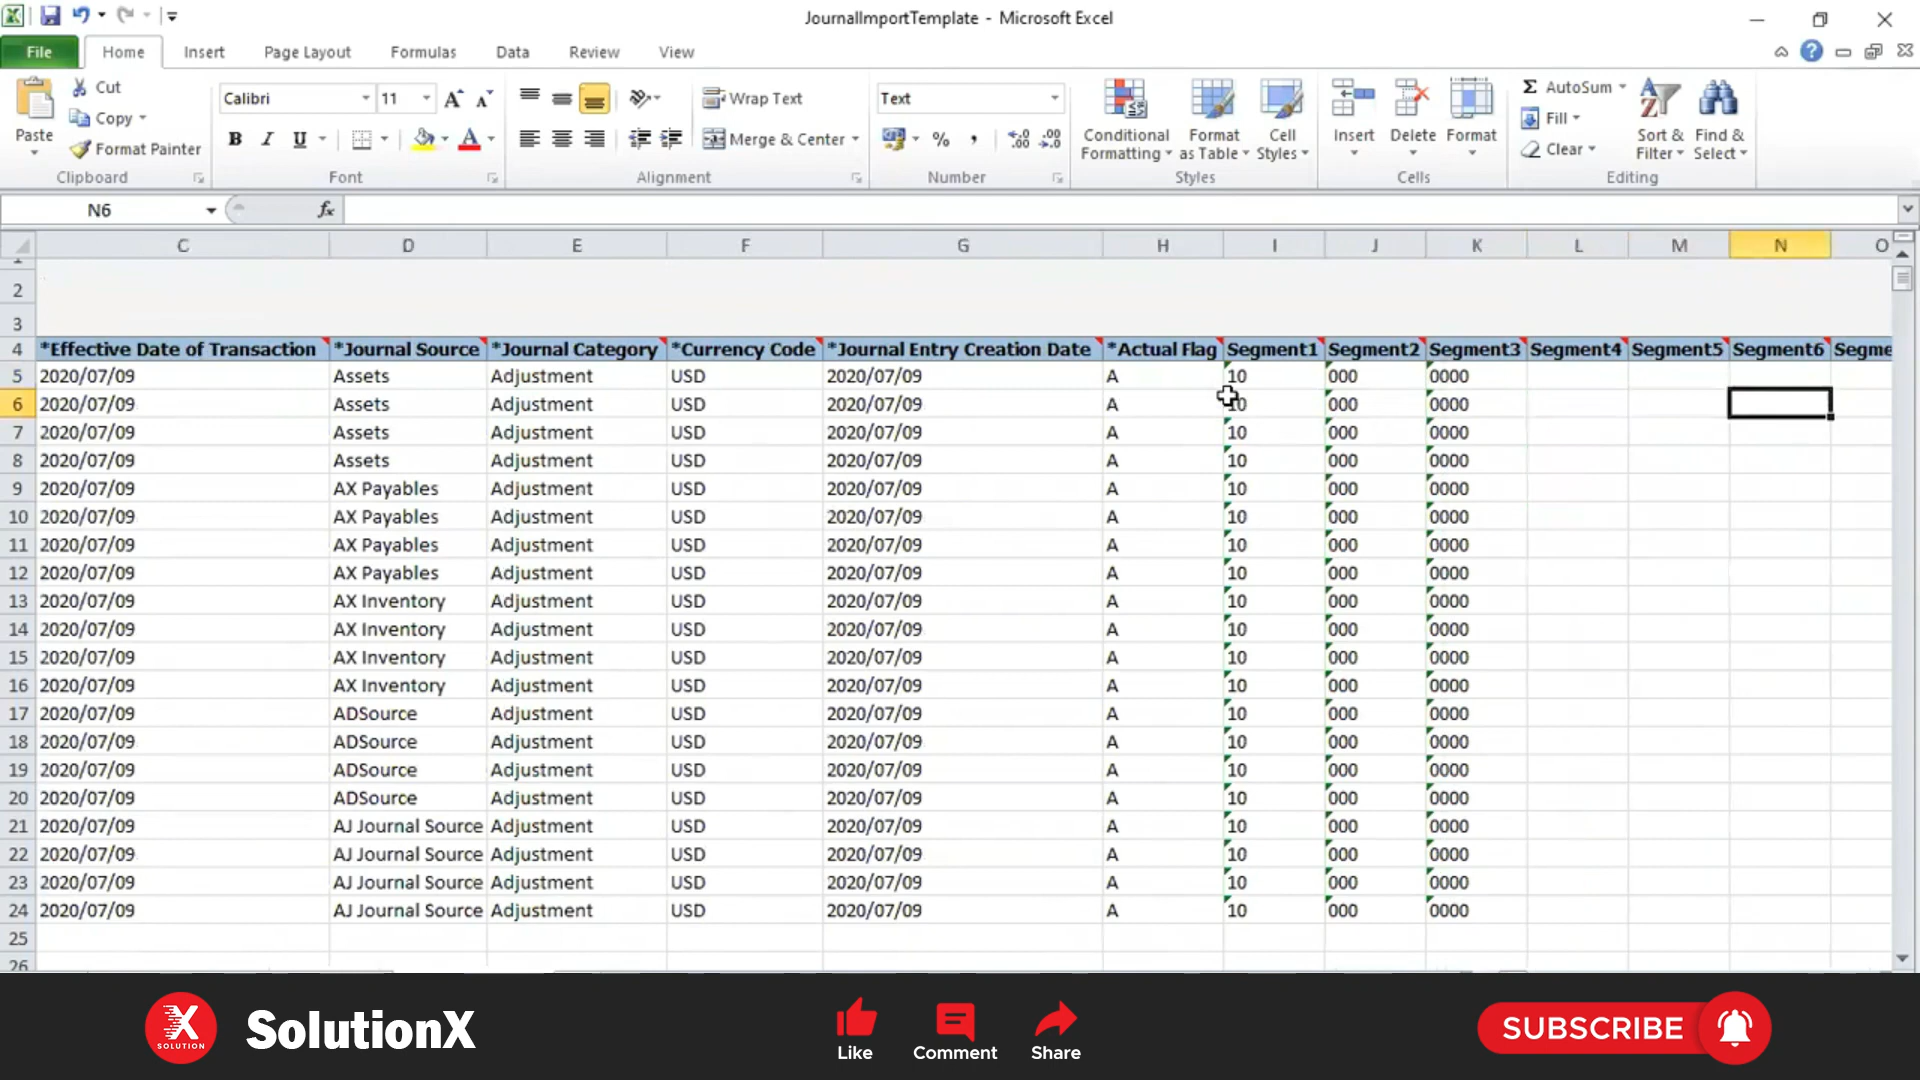 JournalImportTemplate - Microsoft Excel
File Home Insert Page Layout Formulas Data Review View
Paste
Cut
Copy
Format Painter
Clipboard
Calibri 11
B I U
Font
Wrap Text
Merge & Center
Alignment
Text
% ,
Number
Conditional Formatting
Format as Table
Cell Styles
Styles
Insert Delete Format
Cells
Σ AutoSum
Fill
Clear
Sort & Filter
Find & Select
Editing
N6 fx
C D E F G H I J K L M N O
2
3
4 *Effective Date of Transaction *Journal Source *Journal Category *Currency Code *Journal Entry Creation Date *Actual Flag Segment1 Segment2 Segment3 Segment4 Segment5 Segment6 Segme
5 2020/07/09 Assets Adjustment USD 2020/07/09 A 10 000 0000
6 2020/07/09 Assets Adjustment USD 2020/07/09 A 10 000 0000
7 2020/07/09 Assets Adjustment USD 2020/07/09 A 10 000 0000
8 2020/07/09 Assets Adjustment USD 2020/07/09 A 10 000 0000
9 2020/07/09 AX Payables Adjustment USD 2020/07/09 A 10 000 0000
10 2020/07/09 AX Payables Adjustment USD 2020/07/09 A 10 000 0000
11 2020/07/09 AX Payables Adjustment USD 2020/07/09 A 10 000 0000
12 2020/07/09 AX Payables Adjustment USD 2020/07/09 A 10 000 0000
13 2020/07/09 AX Inventory Adjustment USD 2020/07/09 A 10 000 0000
14 2020/07/09 AX Inventory Adjustment USD 2020/07/09 A 10 000 0000
15 2020/07/09 AX Inventory Adjustment USD 2020/07/09 A 10 000 0000
16 2020/07/09 AX Inventory Adjustment USD 2020/07/09 A 10 000 0000
17 2020/07/09 ADSource Adjustment USD 2020/07/09 A 10 000 0000
18 2020/07/09 ADSource Adjustment USD 2020/07/09 A 10 000 0000
19 2020/07/09 ADSource Adjustment USD 2020/07/09 A 10 000 0000
20 2020/07/09 ADSource Adjustment USD 2020/07/09 A 10 000 0000
21 2020/07/09 AJ Journal Source Adjustment USD 2020/07/09 A 10 000 0000
22 2020/07/09 AJ Journal Source Adjustment USD 2020/07/09 A 10 000 0000
23 2020/07/09 AJ Journal Source Adjustment USD 2020/07/09 A 10 000 0000
24 2020/07/09 AJ Journal Source Adjustment USD 2020/07/09 A 10 000 0000
25
26
X SOLUTION
SolutionX
Like Comment Share
SUBSCRIBE